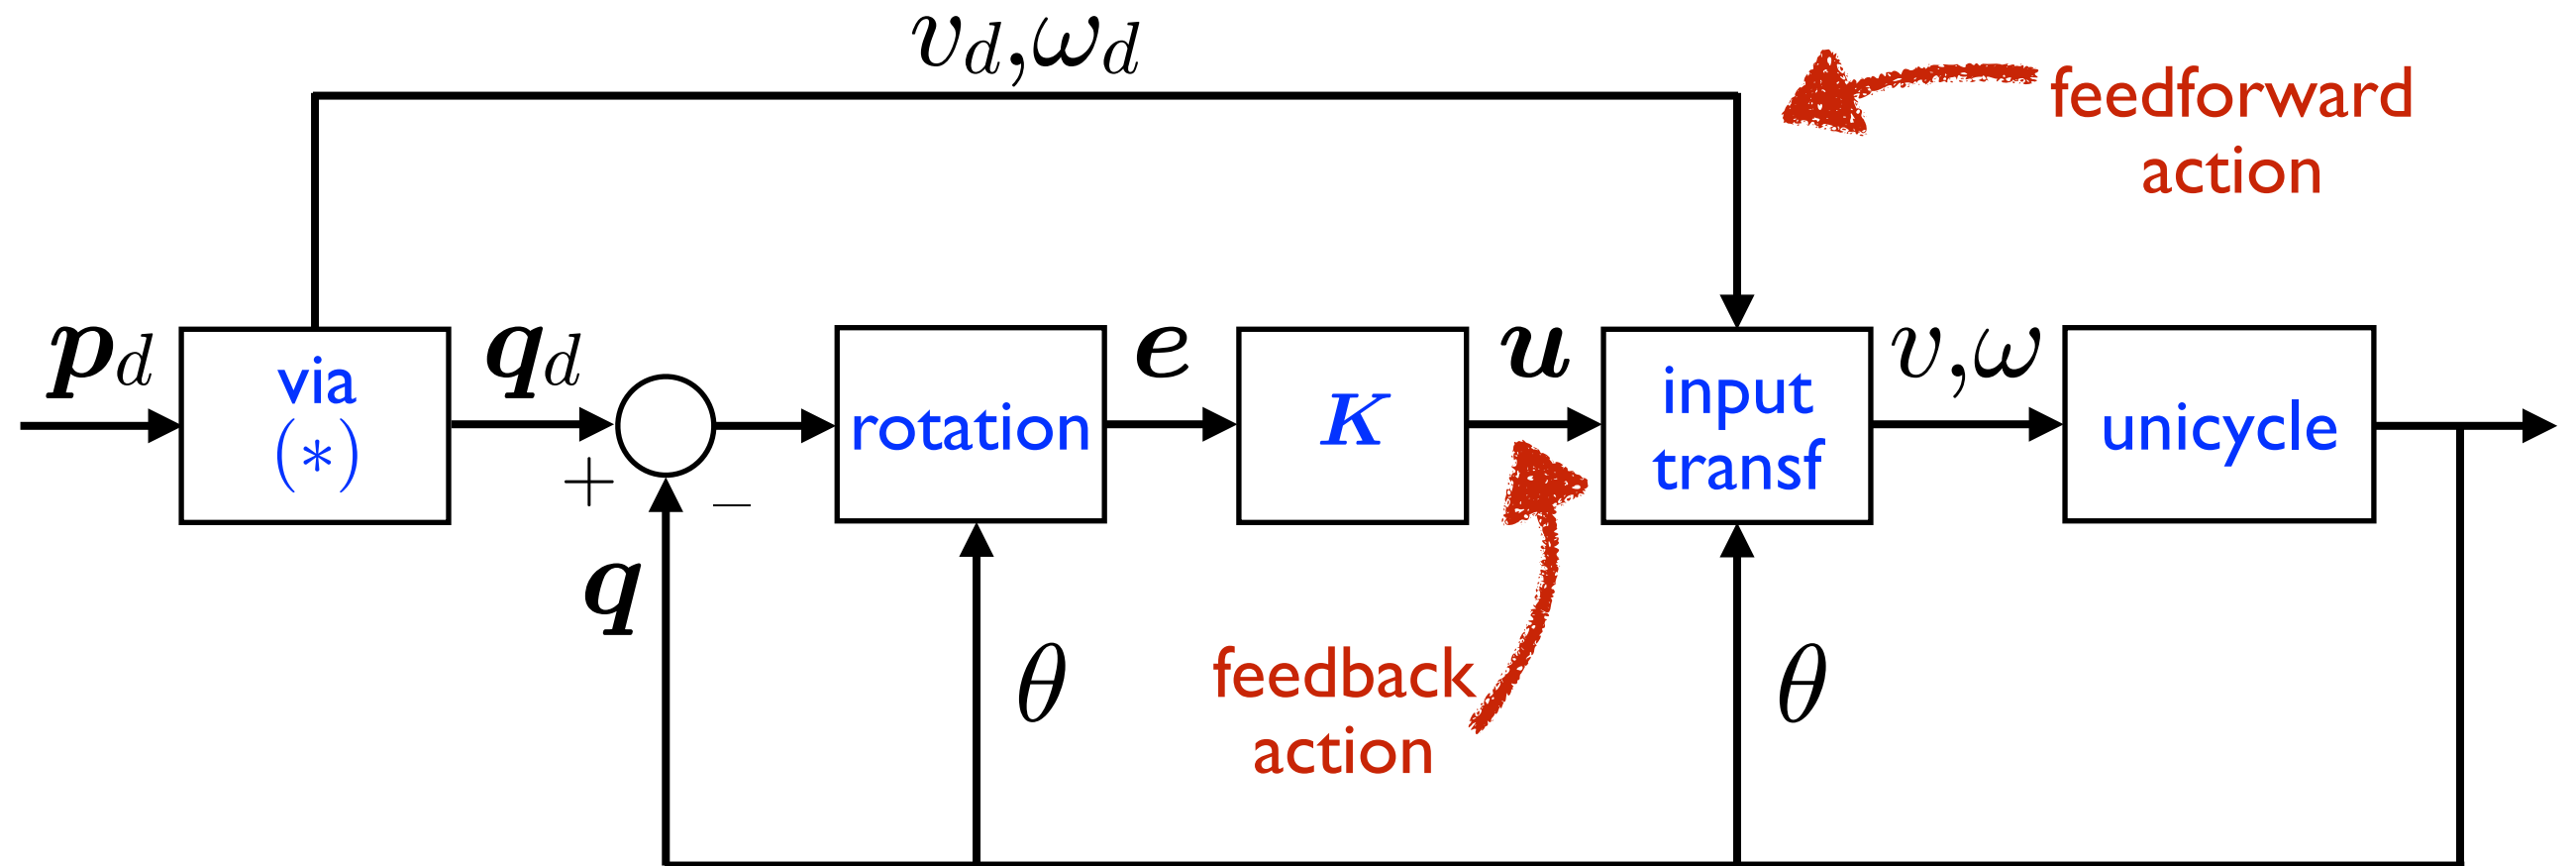 v_d, ω_d
feedforward
action
p_d
via
(*)
q_d
+
−
rotation
e
K
u
input
transf
v, ω
unicycle
q
θ
feedback
action
θ